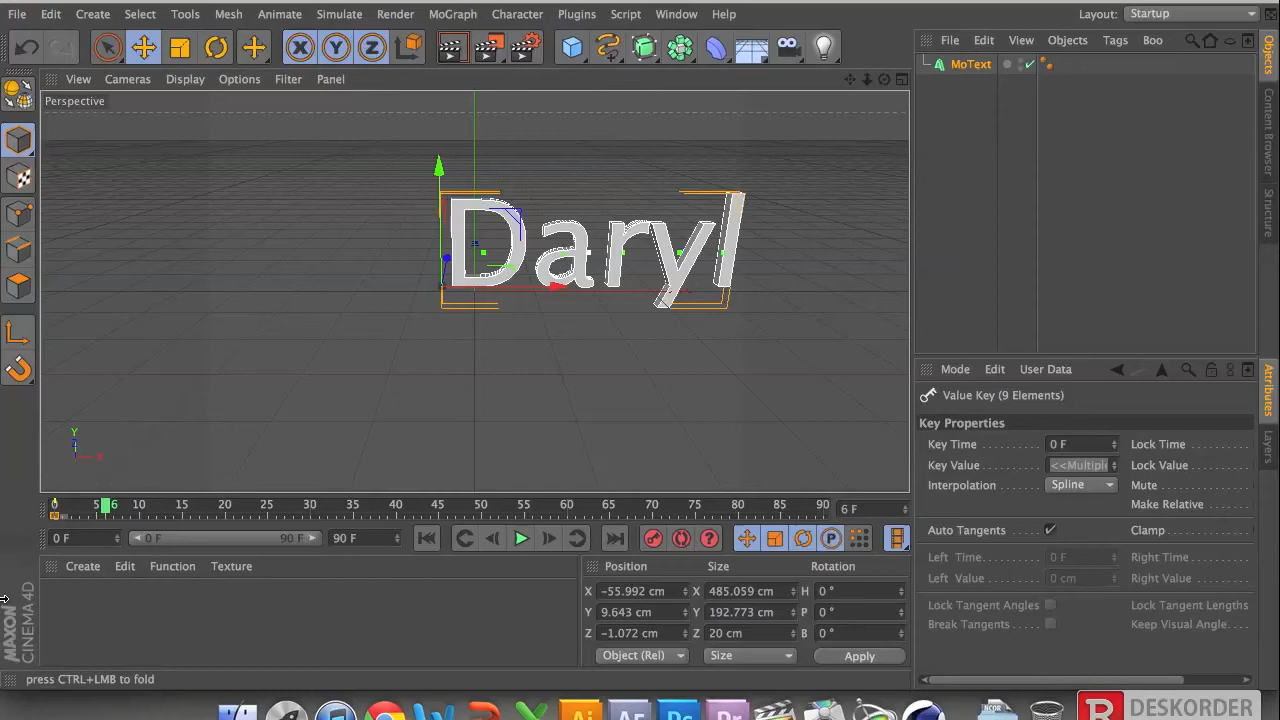 File Edit Create Select Tools Mesh Animate Simulate Render MoGraph Character Plugins Script Window Help Layout: Startup
X Y Z
File Edit View Objects Tags Boo
View Cameras Display Options Filter Panel
MoText
Perspective
Daryl
Y
Z
X
Objects
Content Browser
Structure
Attributes
Layers
Mode Edit User Data
Value Key (9 Elements)
Key Properties
Key Time 0 F Lock Time
Key Value <<Multipl Lock Value
Interpolation Spline Mute
Make Relative
Auto Tangents Clamp
Left Time 0 F Right Time
Left Value 0 cm Right Value
Lock Tangent Angles Lock Tangent Lengths
Break Tangents Keep Visual Angle
0 5 6 10 15 20 25 30 35 40 45 50 55 60 65 70 75 80 85 90 6 F
0 F 0 F 90 F 90 F P
Create Edit Function Texture
Position Size Rotation
X -55.992 cm X 485.059 cm H 0 °
Y 9.643 cm Y 192.773 cm P 0 °
Z -1.072 cm Z 20 cm B 0 °
Object (Rel) Size Apply
MAXON
CINEMA 4D
press CTRL+LMB to fold
Ai Ae Ps Pr NCOR DESKORDER